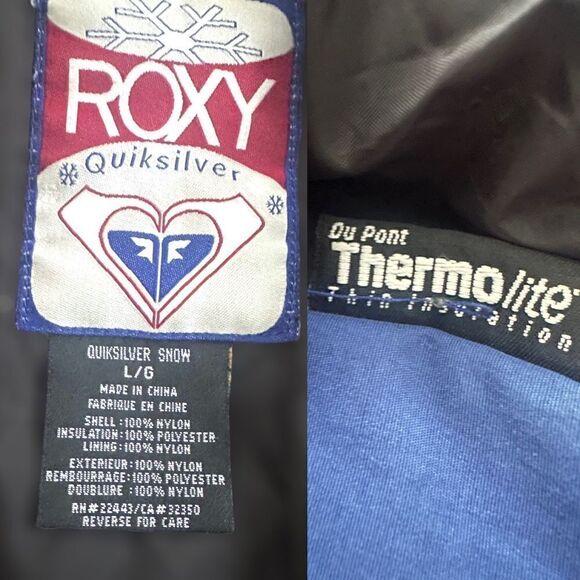 ROXY
Quiksilver
QUIKSILVER SNOW
L/G
MADE IN CHINA
FABRIQUE EN CHINE
SHELL:100% NYLON
INSULATION:100% POLYESTER
LINING:100% NYLON
EXTERIEUR:100% NYLON
REMBOURRAGE:100% POLYESTER
DOUBLURE :100% NYLON
RN#22443/CA#32350
REVERSE FOR CARE
Du Pont
Thermolite
Thin Insulation